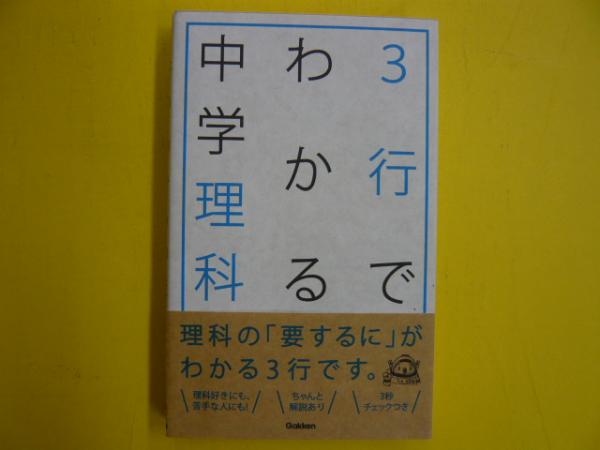 3行で
わかる
中学理科
理科の「要するに」が
わかる3行です。
理科好きにも、
苦手な人にも!
ちゃんと
解説あり
3秒
チェックつき
Gakken